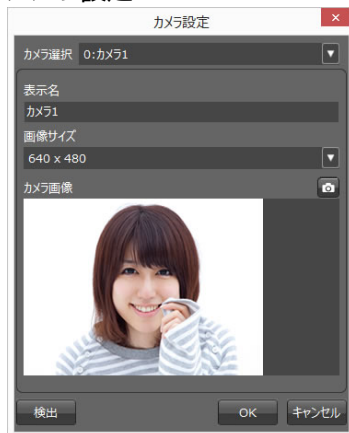 カメラ設定
カメラ選択 0:カメラ1
表示名
カメラ1
画像サイズ
640 x 480
カメラ画像
検出 OK キャンセル